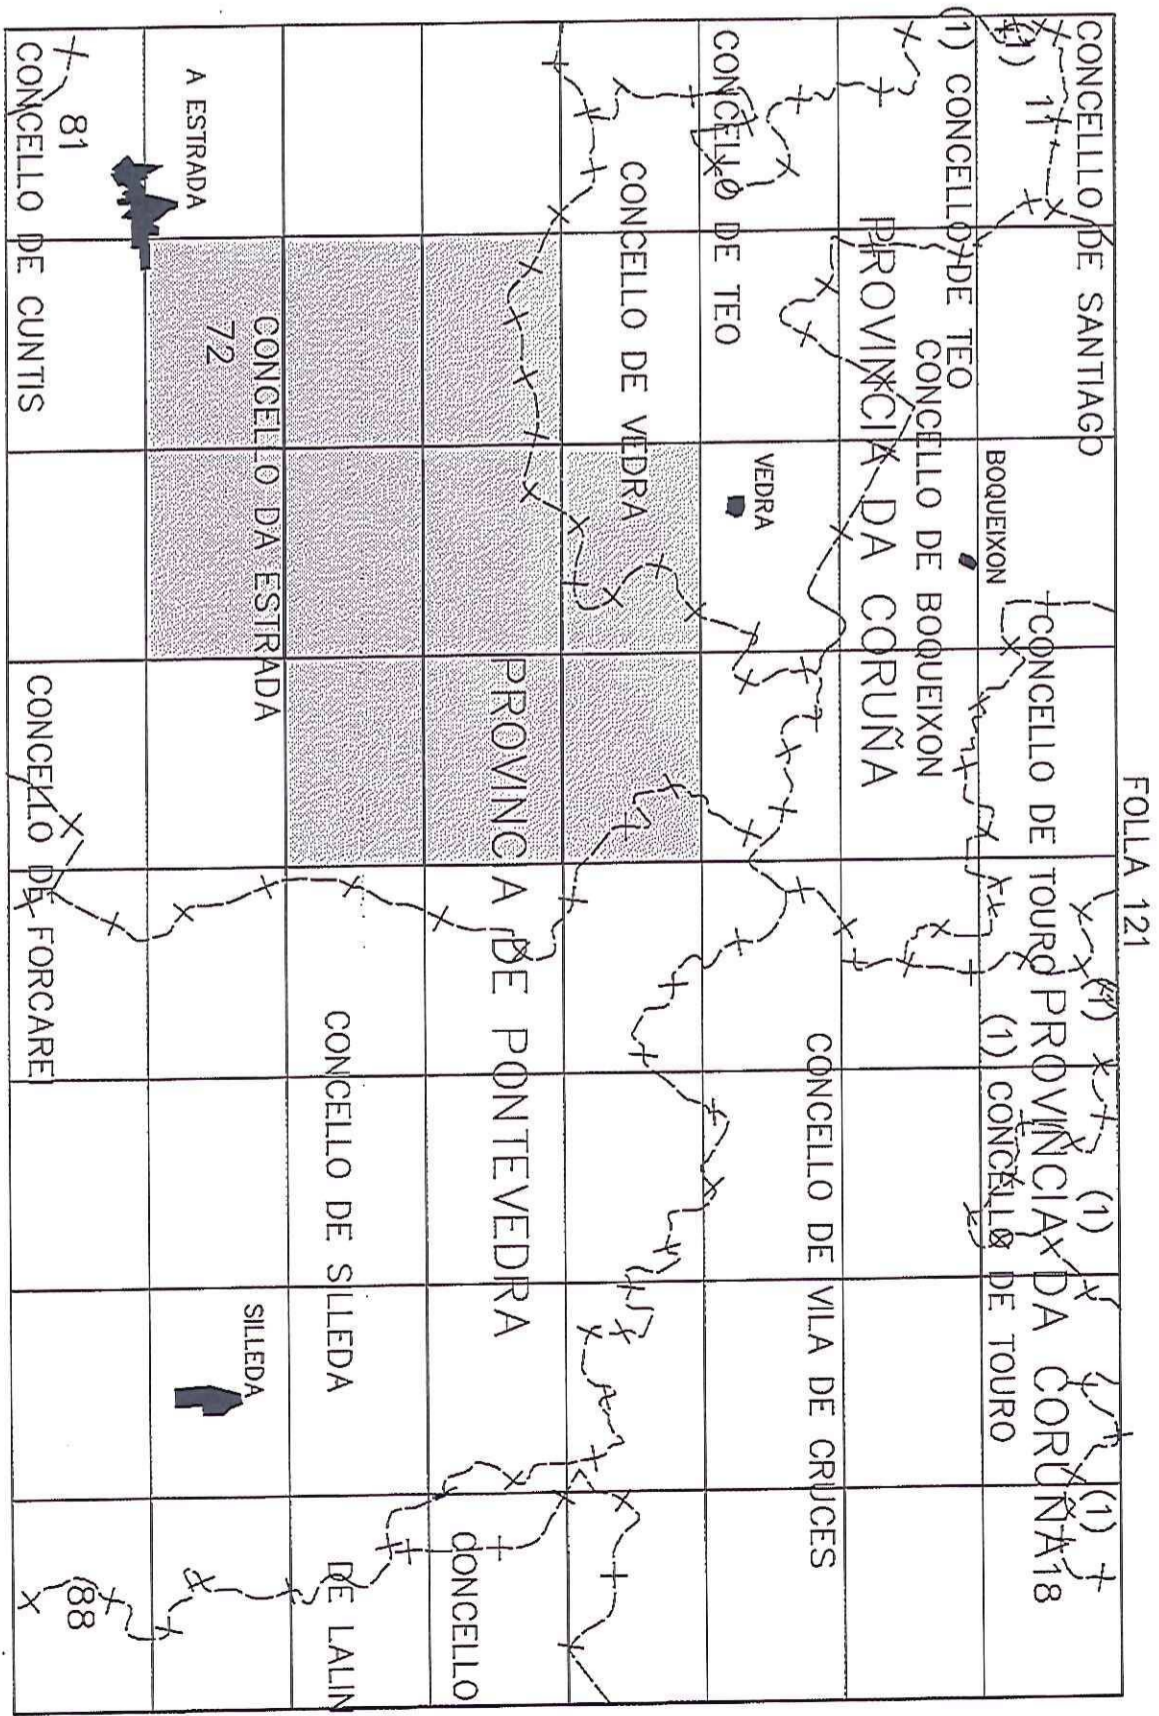 FOLLA 121
CONCELLLO DE SANTIAGO
(1)
11
(1) CONCELLO DE TEO
CONCELLO DE BOQUEIXON
BOQUEIXON
CONCELLO DE TOURO
PROVINCIA DA CORUÑA
18
(1)
(1)
(1)
(1) CONCELLO DE TOURO
PROVINCIA DA CORUÑA
CONCELLO DE TEO
VEDRA
CONCELLO DE VILA DE CRUCES
CONCELLO DE VEDRA
PROVINCIA DE PONTEVEDRA
CONCELLO
DE LALIN
A ESTRADA
CONCELLO DA ESTRADA
72
CONCELLO DE SILLEDA
SILLEDA
81
CONCELLO DE CUNTIS
CONCELLO DE FORCAREI
88